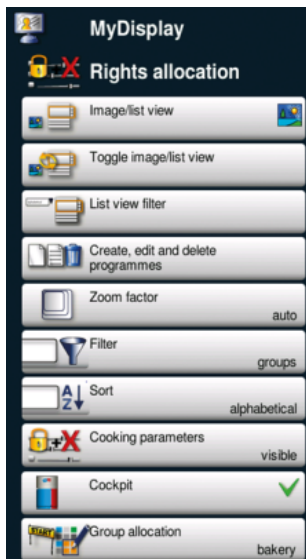 MyDisplay
Rights allocation
Image/list view
Toggle image/list view
List view filter
Create, edit and delete
programmes
Zoom factor
auto
Filter
groups
A
Z
Sort
alphabetical
Cooking parameters
visible
Cockpit
START
Group allocation
bakery